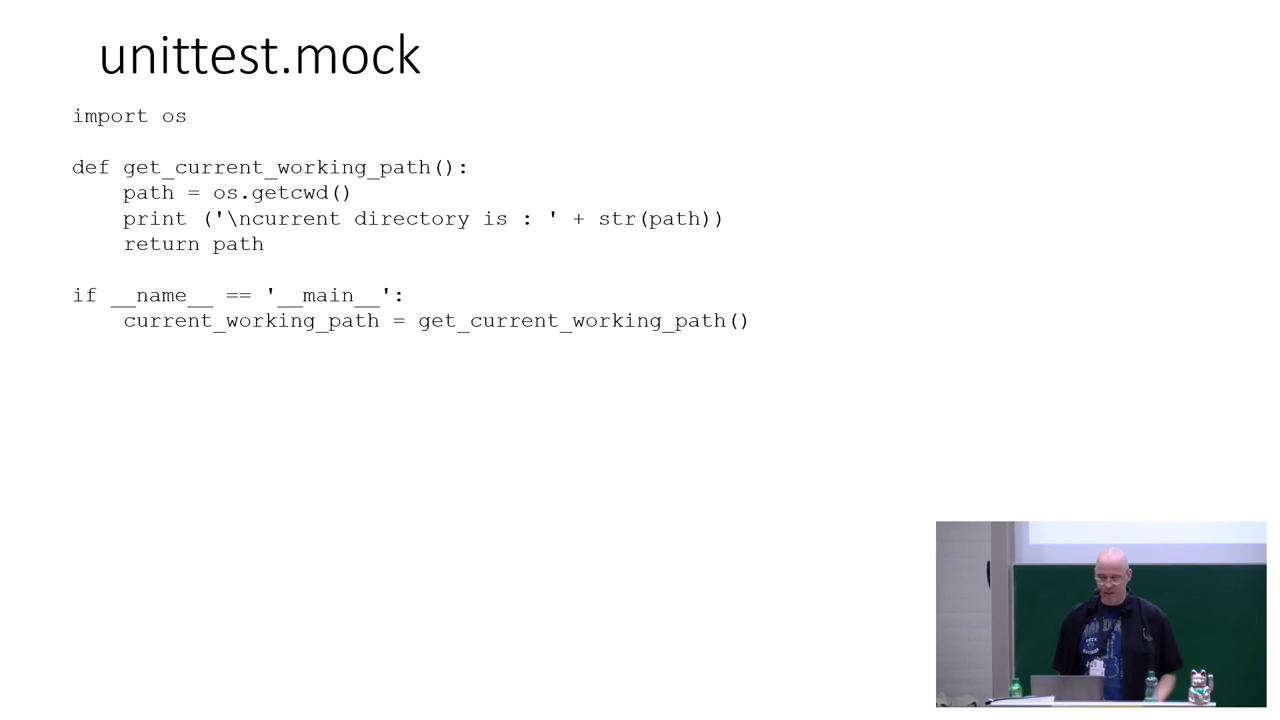 unittest.mock
import os
def get_current_working_path():
    path = os.getcwd()
    print ('\ncurrent directory is : ' + str(path))
    return path
if __name__ == '__main__':
    current_working_path = get_current_working_path()